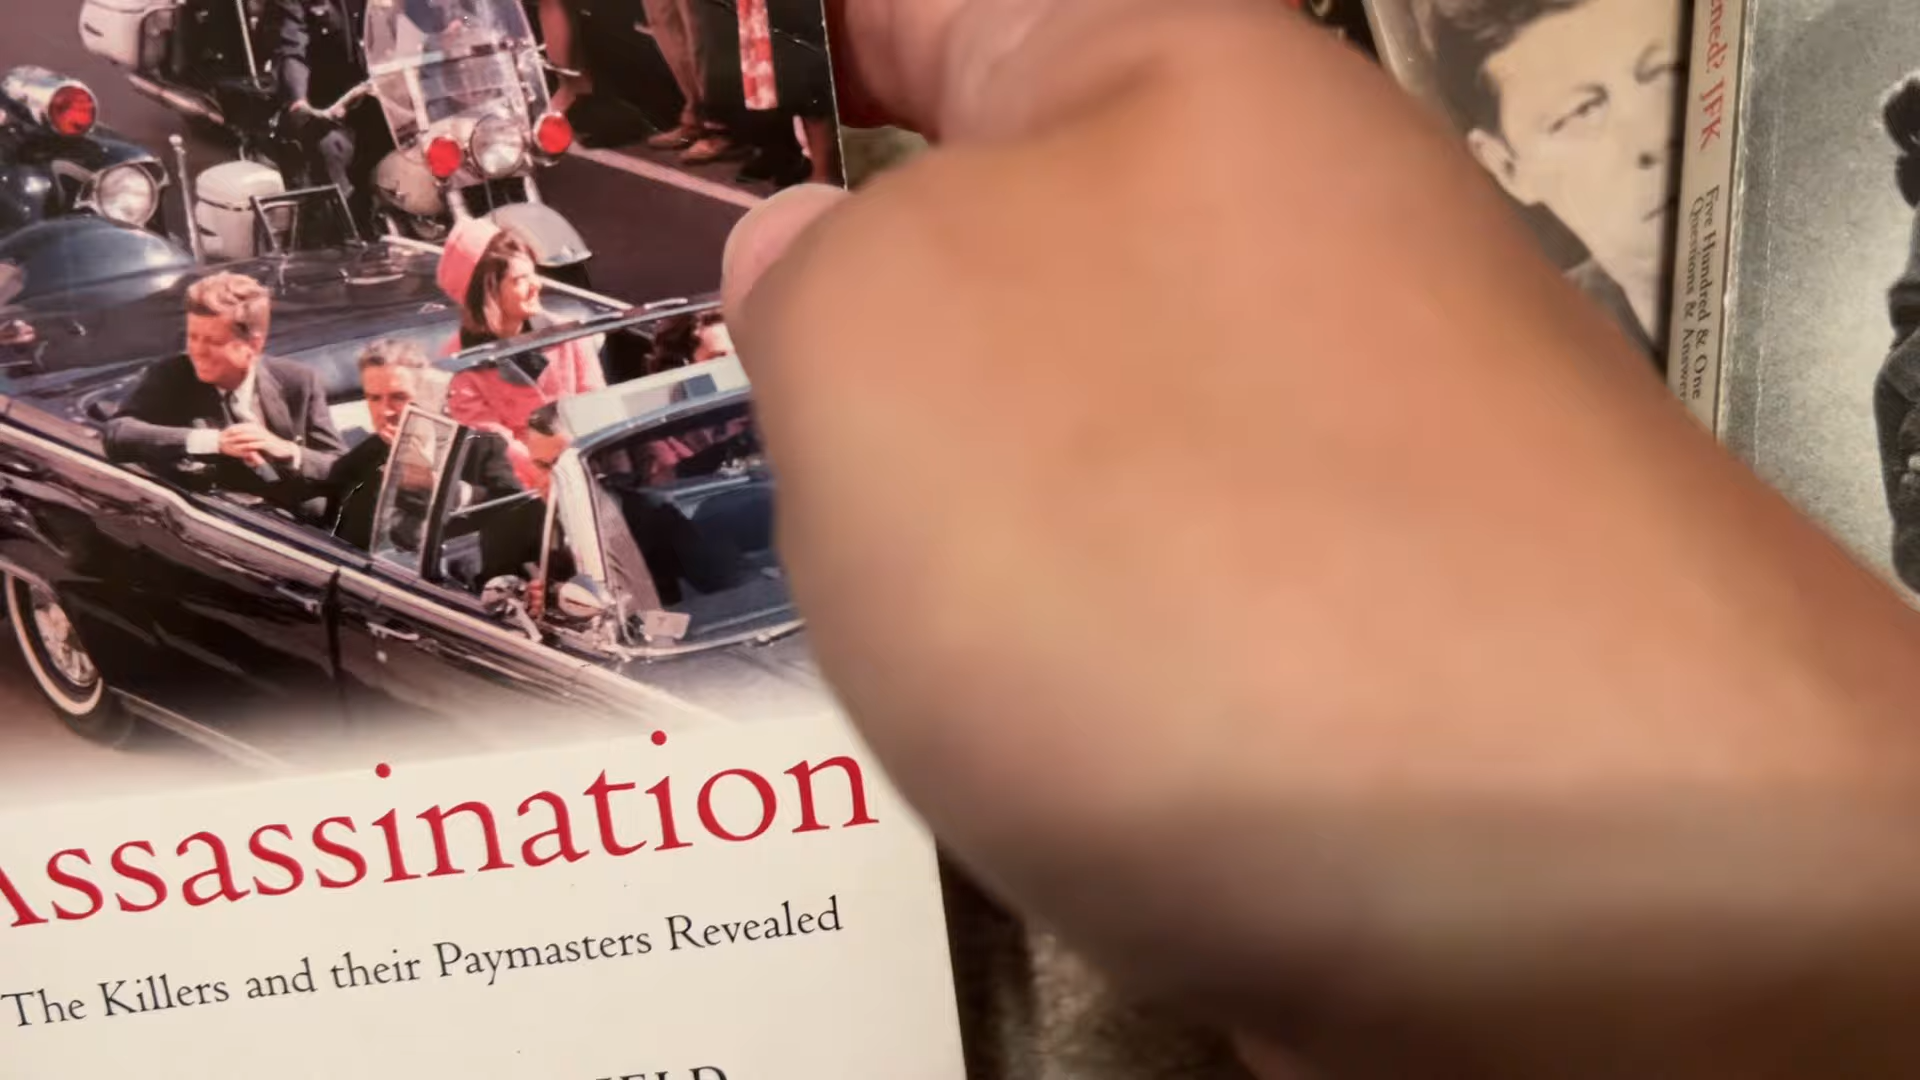 Assassination
The Killers and their Paymasters Revealed
JFK
Five Hundred & One
Questions & Answers